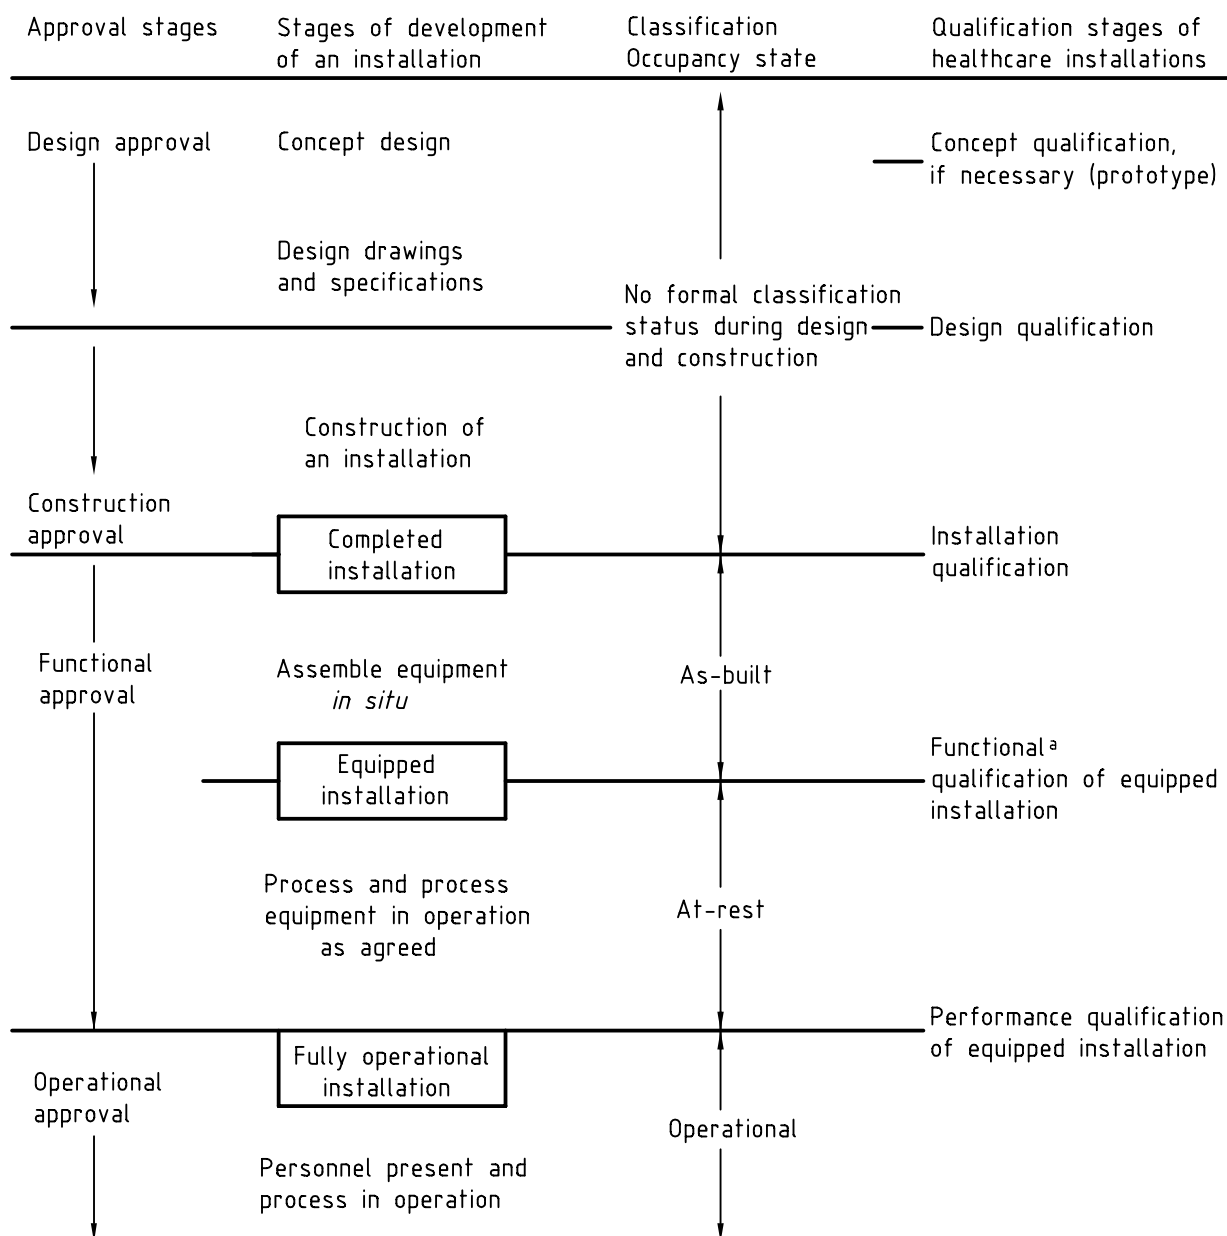 Approval stages
Stages of development
of an installation
Classification
Occupancy state
Qualification stages of
healthcare installations
Design approval
Concept design
Concept qualification,
if necessary (prototype)
Design drawings
and specifications
No formal classification
status during design
and construction
Design qualification
Construction of
an installation
Construction
approval
Completed
installation
Installation
qualification
Functional
approval
Assemble equipment
in situ
As-built
Equipped
installation
Functional a
qualification of equipped
installation
Process and process
equipment in operation
as agreed
At-rest
Performance qualification
of equipped installation
Fully operational
installation
Operational
approval
Operational
Personnel present and
process in operation